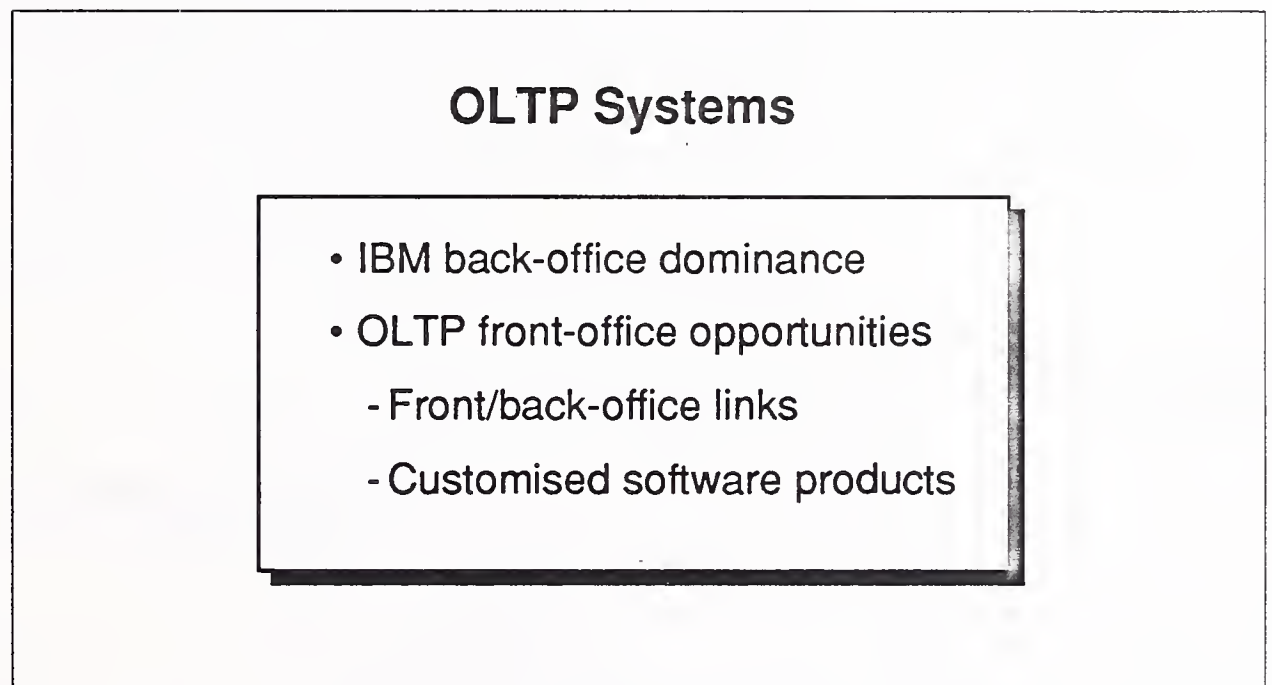 OLTP Systems
• IBM back-office dominance
• OLTP front-office opportunities
- Front/back-office links
- Customised software products